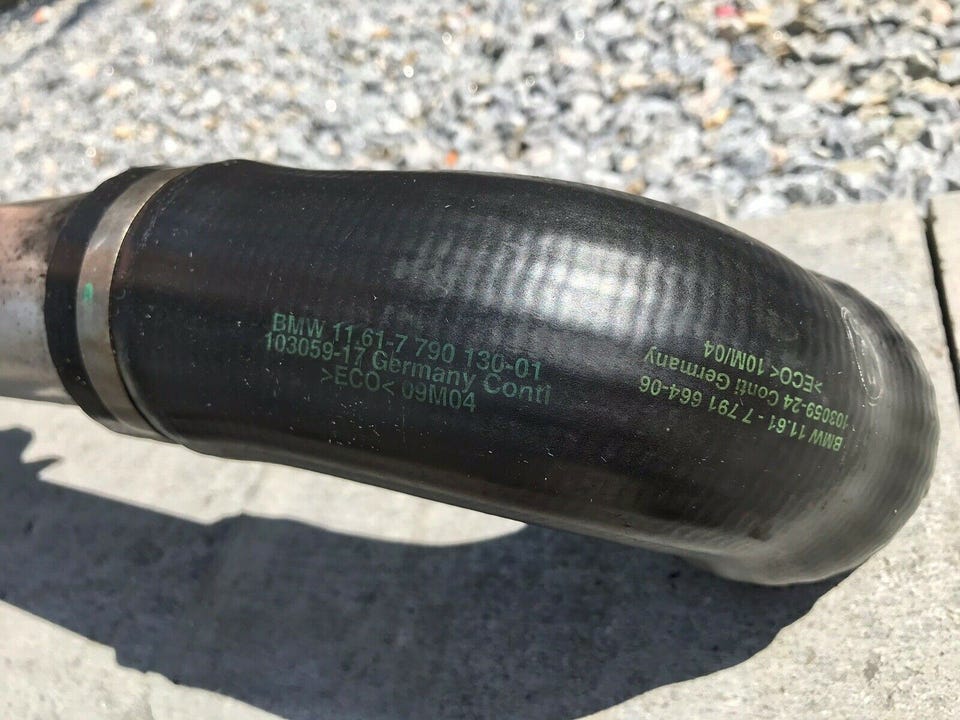 BMW 11.61-7 790 130-01
103059-17 Germany Conti
>ECO< 09M04
BMW 11.61 - 7 791 664-06
103059-24 Conti Germany
>ECO< 10M/04